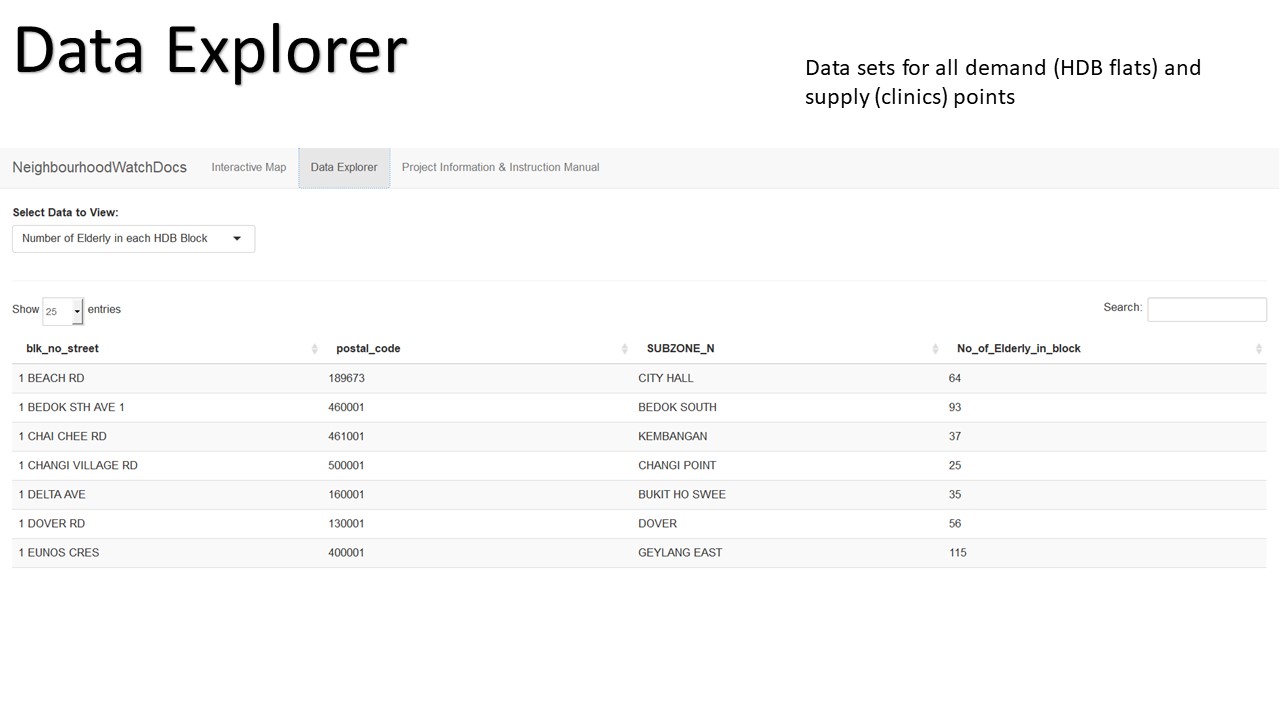 Data Explorer
Data sets for all demand (HDB flats) and
supply (clinics) points
NeighbourhoodWatchDocs Interactive Map Data Explorer Project Information & Instruction Manual
Select Data to View:
Number of Elderly in each HDB Block
Show 25 entries Search:
blk_no_street postal_code SUBZONE_N No_of_Elderly_in_block
1 BEACH RD 189673 CITY HALL 64
1 BEDOK STH AVE 1 460001 BEDOK SOUTH 93
1 CHAI CHEE RD 461001 KEMBANGAN 37
1 CHANGI VILLAGE RD 500001 CHANGI POINT 25
1 DELTA AVE 160001 BUKIT HO SWEE 35
1 DOVER RD 130001 DOVER 56
1 EUNOS CRES 400001 GEYLANG EAST 115